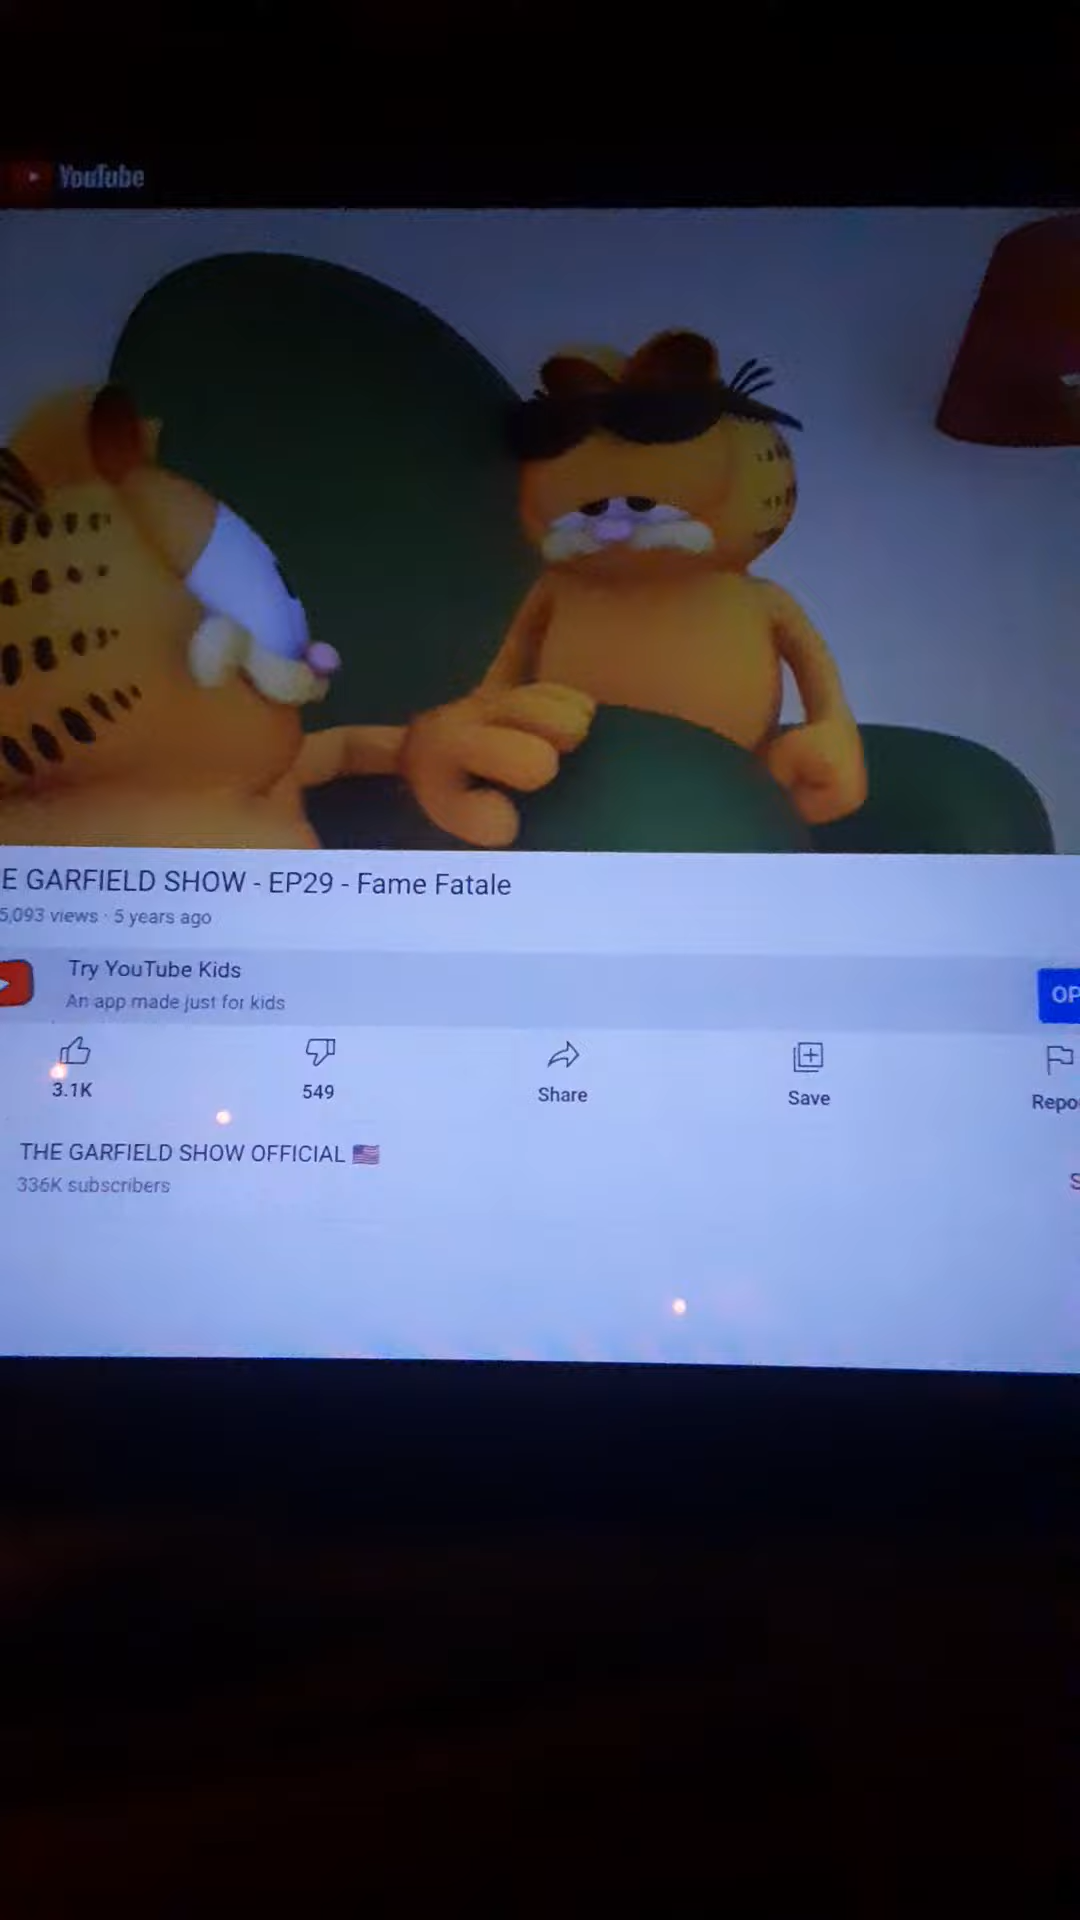 YouTube
E GARFIELD SHOW - EP29 - Fame Fatale
5,093 views · 5 years ago
Try YouTube Kids
An app made just for kids
OP
3.1K
549
Share
Save
Repo
THE GARFIELD SHOW OFFICIAL 🇺🇸
336K subscribers
S